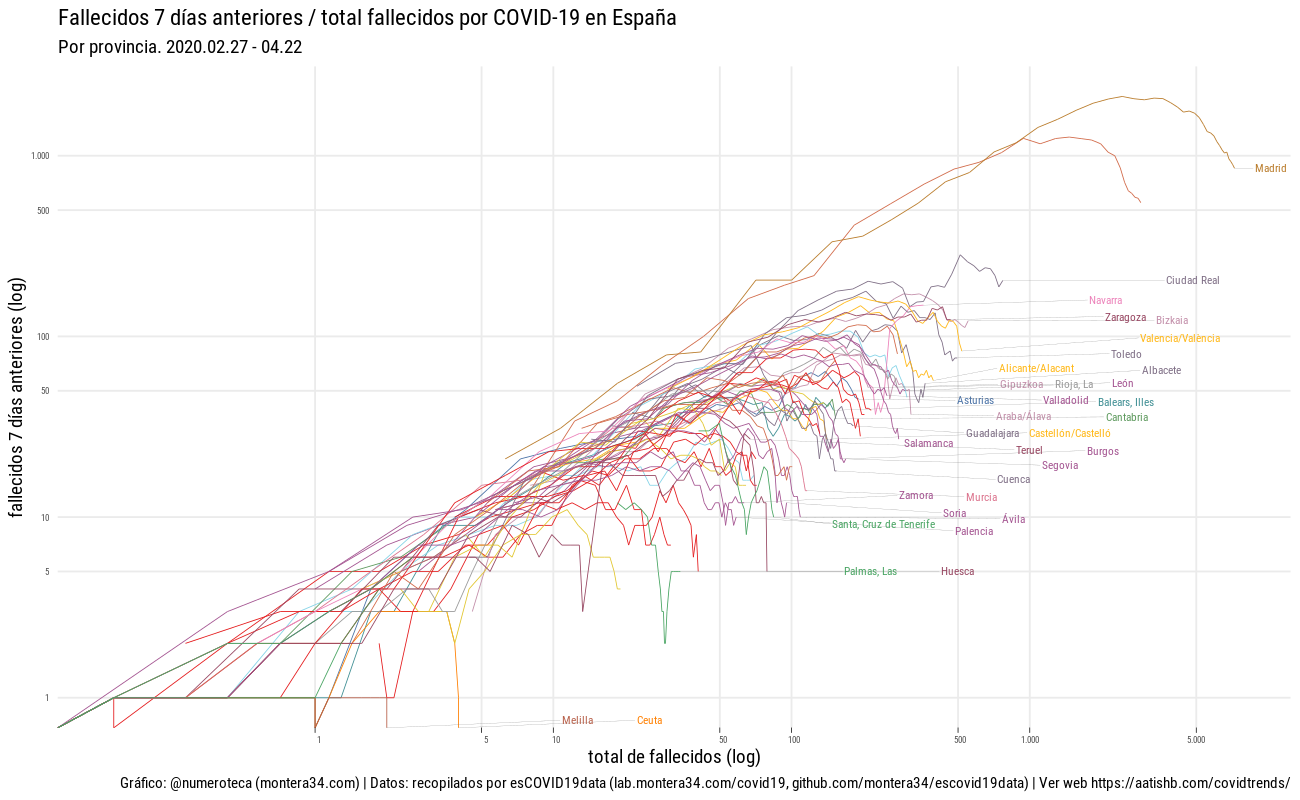 Fallecidos 7 días anteriores / total fallecidos por COVID-19 en España
Por provincia. 2020.02.27 - 04.22
fallecidos 7 días anteriores (log)
1.000
500
100
50
10
5
1
Madrid
Ciudad Real
Navarra
Zaragoza
Bizkaia
Valencia/València
Toledo
Alicante/Alacant
Albacete
Gipuzkoa
Rioja, La
León
Asturias
Valladolid
Balears, Illes
Araba/Álava
Cantabria
Guadalajara
Castellón/Castelló
Salamanca
Teruel
Burgos
Segovia
Cuenca
Zamora
Murcia
Soria
Ávila
Santa, Cruz de Tenerife
Palencia
Palmas, Las
Huesca
Melilla
Ceuta
1
5
10
50
100
500
1.000
5.000
total de fallecidos (log)
Gráfico: @numeroteca (montera34.com) | Datos: recopilados por esCOVID19data (lab.montera34.com/covid19, github.com/montera34/escovid19data) | Ver web https://aatishb.com/covidtrends/